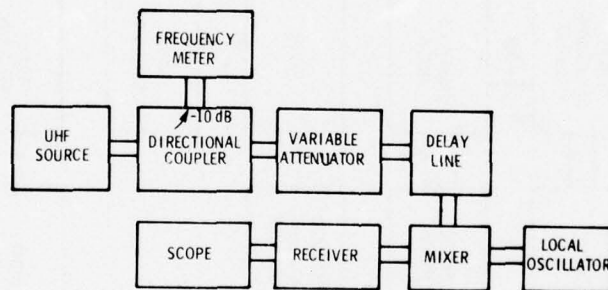 FREQUENCY
METER
-10 dB
UHF
SOURCE
DIRECTIONAL
COUPLER
VARIABLE
ATTENUATOR
DELAY
LINE
SCOPE
RECEIVER
MIXER
LOCAL
OSCILLATOR